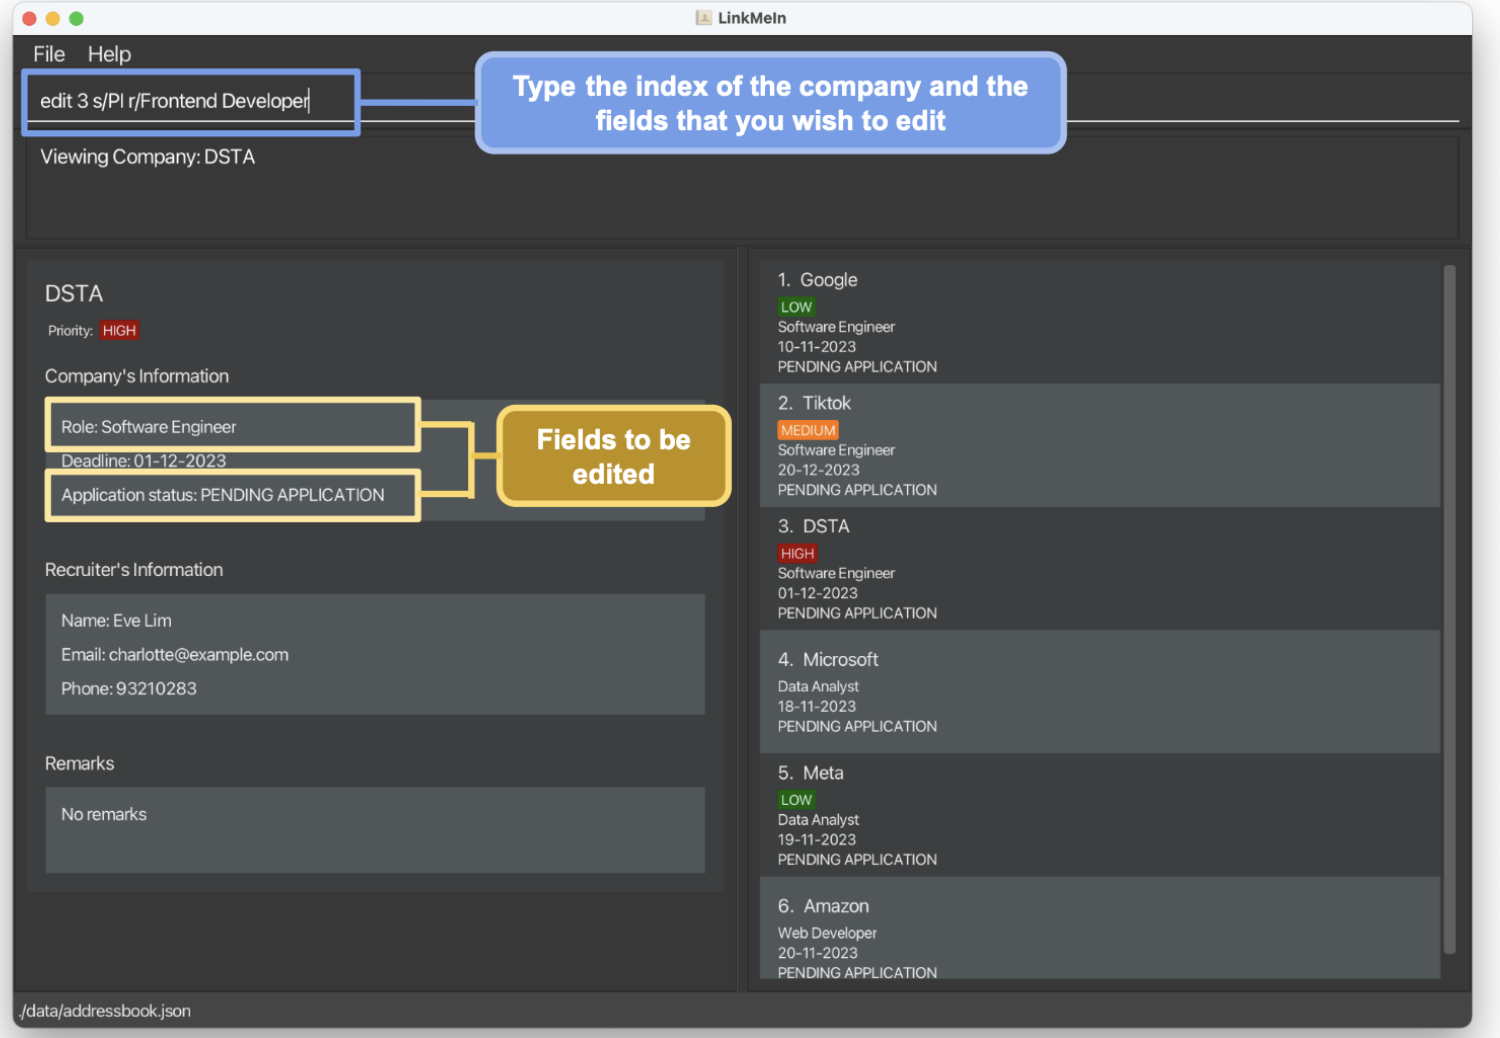 LinkMeIn
File Help
edit 3 s/PI r/Frontend Developer
Type the index of the company and the
fields that you wish to edit
Viewing Company: DSTA
DSTA
Priority: HIGH
Company's Information
Role: Software Engineer
Deadline: 01-12-2023
Application status: PENDING APPLICATION
Fields to be
edited
Recruiter's Information
Name: Eve Lim
Email: charlotte@example.com
Phone: 93210283
Remarks
No remarks
1. Google
LOW
Software Engineer
10-11-2023
PENDING APPLICATION
2. Tiktok
MEDIUM
Software Engineer
20-12-2023
PENDING APPLICATION
3. DSTA
HIGH
Software Engineer
01-12-2023
PENDING APPLICATION
4. Microsoft
Data Analyst
18-11-2023
PENDING APPLICATION
5. Meta
LOW
Data Analyst
19-11-2023
PENDING APPLICATION
6. Amazon
Web Developer
20-11-2023
PENDING APPLICATION
./data/addressbook.json